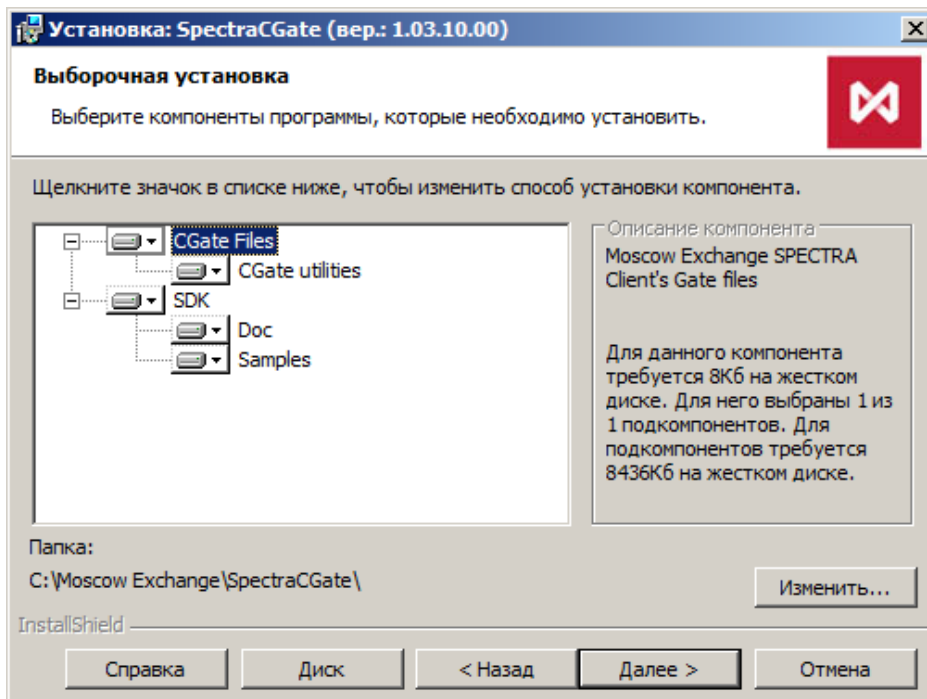 Установка: SpectraCGate (вер.: 1.03.10.00)
Выборочная установка
Выберите компоненты программы, которые необходимо установить.
Щелкните значок в списке ниже, чтобы изменить способ установки компонента.
CGate Files
CGate utilities
SDK
Doc
Samples
Описание компонента
Moscow Exchange SPECTRA
Client's Gate files
Для данного компонента
требуется 8Кб на жестком
диске. Для него выбраны 1 из
1 подкомпонентов. Для
подкомпонентов требуется
8436Кб на жестком диске.
Папка:
C:\Moscow Exchange\SpectraCGate\
Изменить...
InstallShield
Справка
Диск
< Назад
Далее >
Отмена